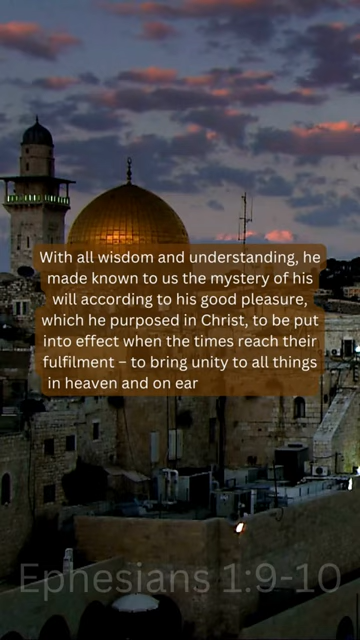 With all wisdom and understanding, he
made known to us the mystery of his
will according to his good pleasure,
which he purposed in Christ, to be put
into effect when the times reach their
fulfilment – to bring unity to all things
in heaven and on ear
Ephesians 1:9-10